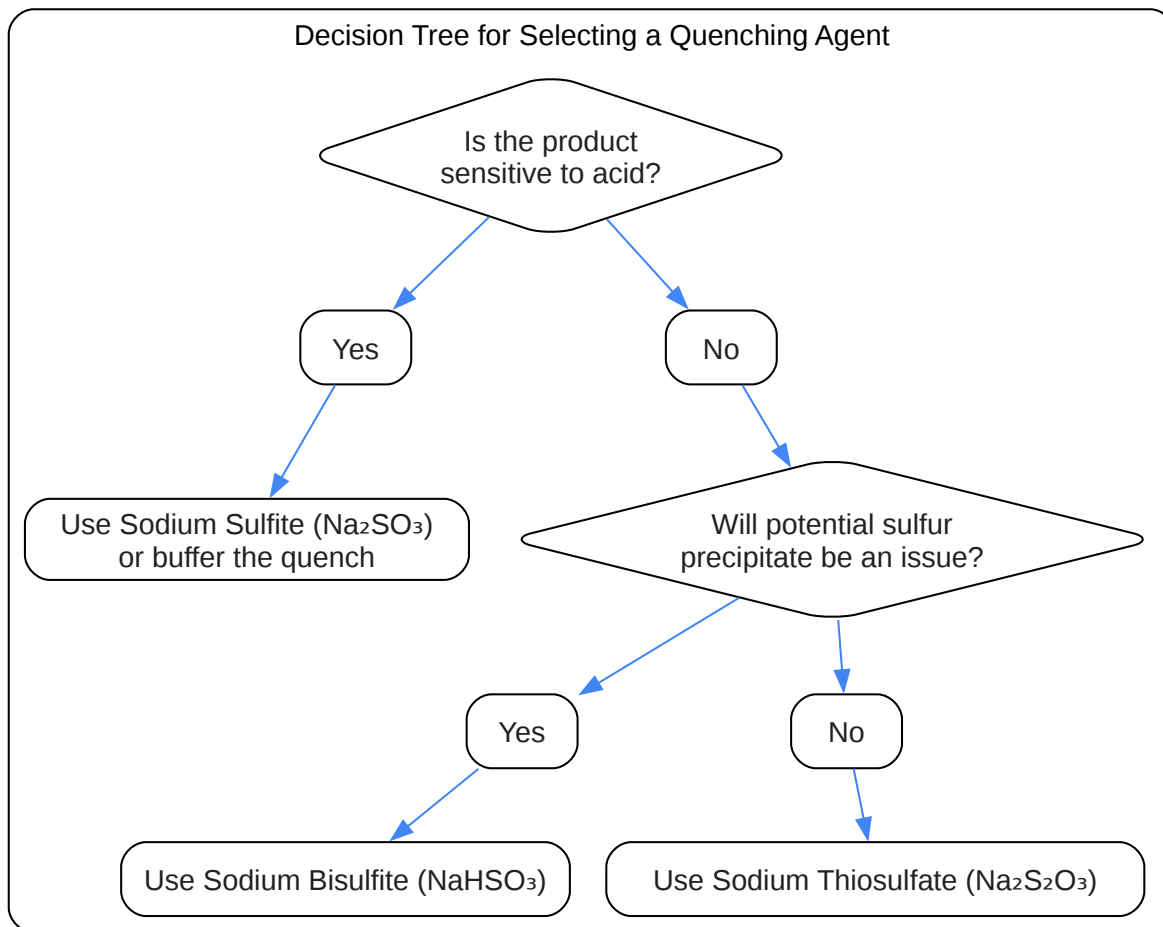 Decision Tree for Selecting a Quenching Agent
Is the product
sensitive to acid?
Yes
No
Use Sodium Sulfite (Na₂SO₃)
or buffer the quench
Will potential sulfur
precipitate be an issue?
Yes
No
Use Sodium Bisulfite (NaHSO₃)
Use Sodium Thiosulfate (Na₂S₂O₃)